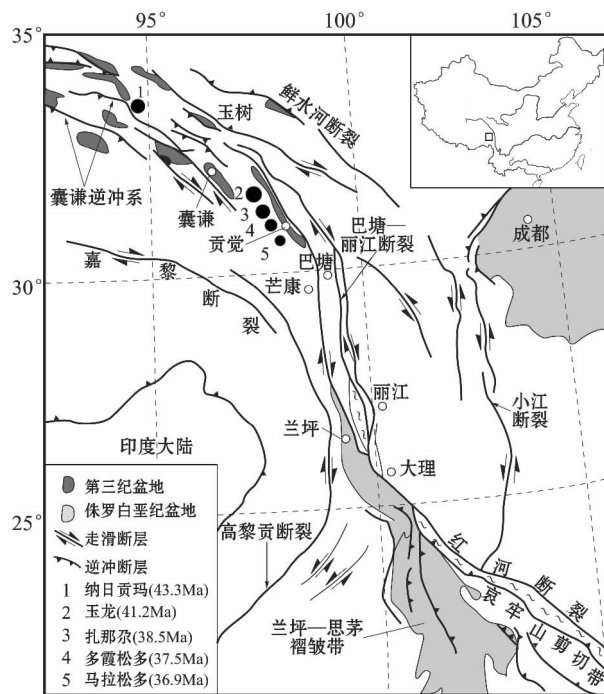 95°
100°
105°
35°
30°
25°
1
玉树
鲜水河断裂
囊谦逆冲系
囊谦
2
3
4
5
贡觉
巴塘
芒康
巴塘—
丽江断裂
成都
嘉黎断裂
丽江
小江
断裂
兰坪
大理
印度大陆
高黎贡断裂
红河断裂
哀牢山剪切带
兰坪—思茅
褶皱带
第三纪盆地
侏罗白亚纪盆地
走滑断层
逆冲断层
1 纳日贡玛(43.3Ma)
2 玉龙(41.2Ma)
3 扎那尕(38.5Ma)
4 多霞松多(37.5Ma)
5 马拉松多(36.9Ma)